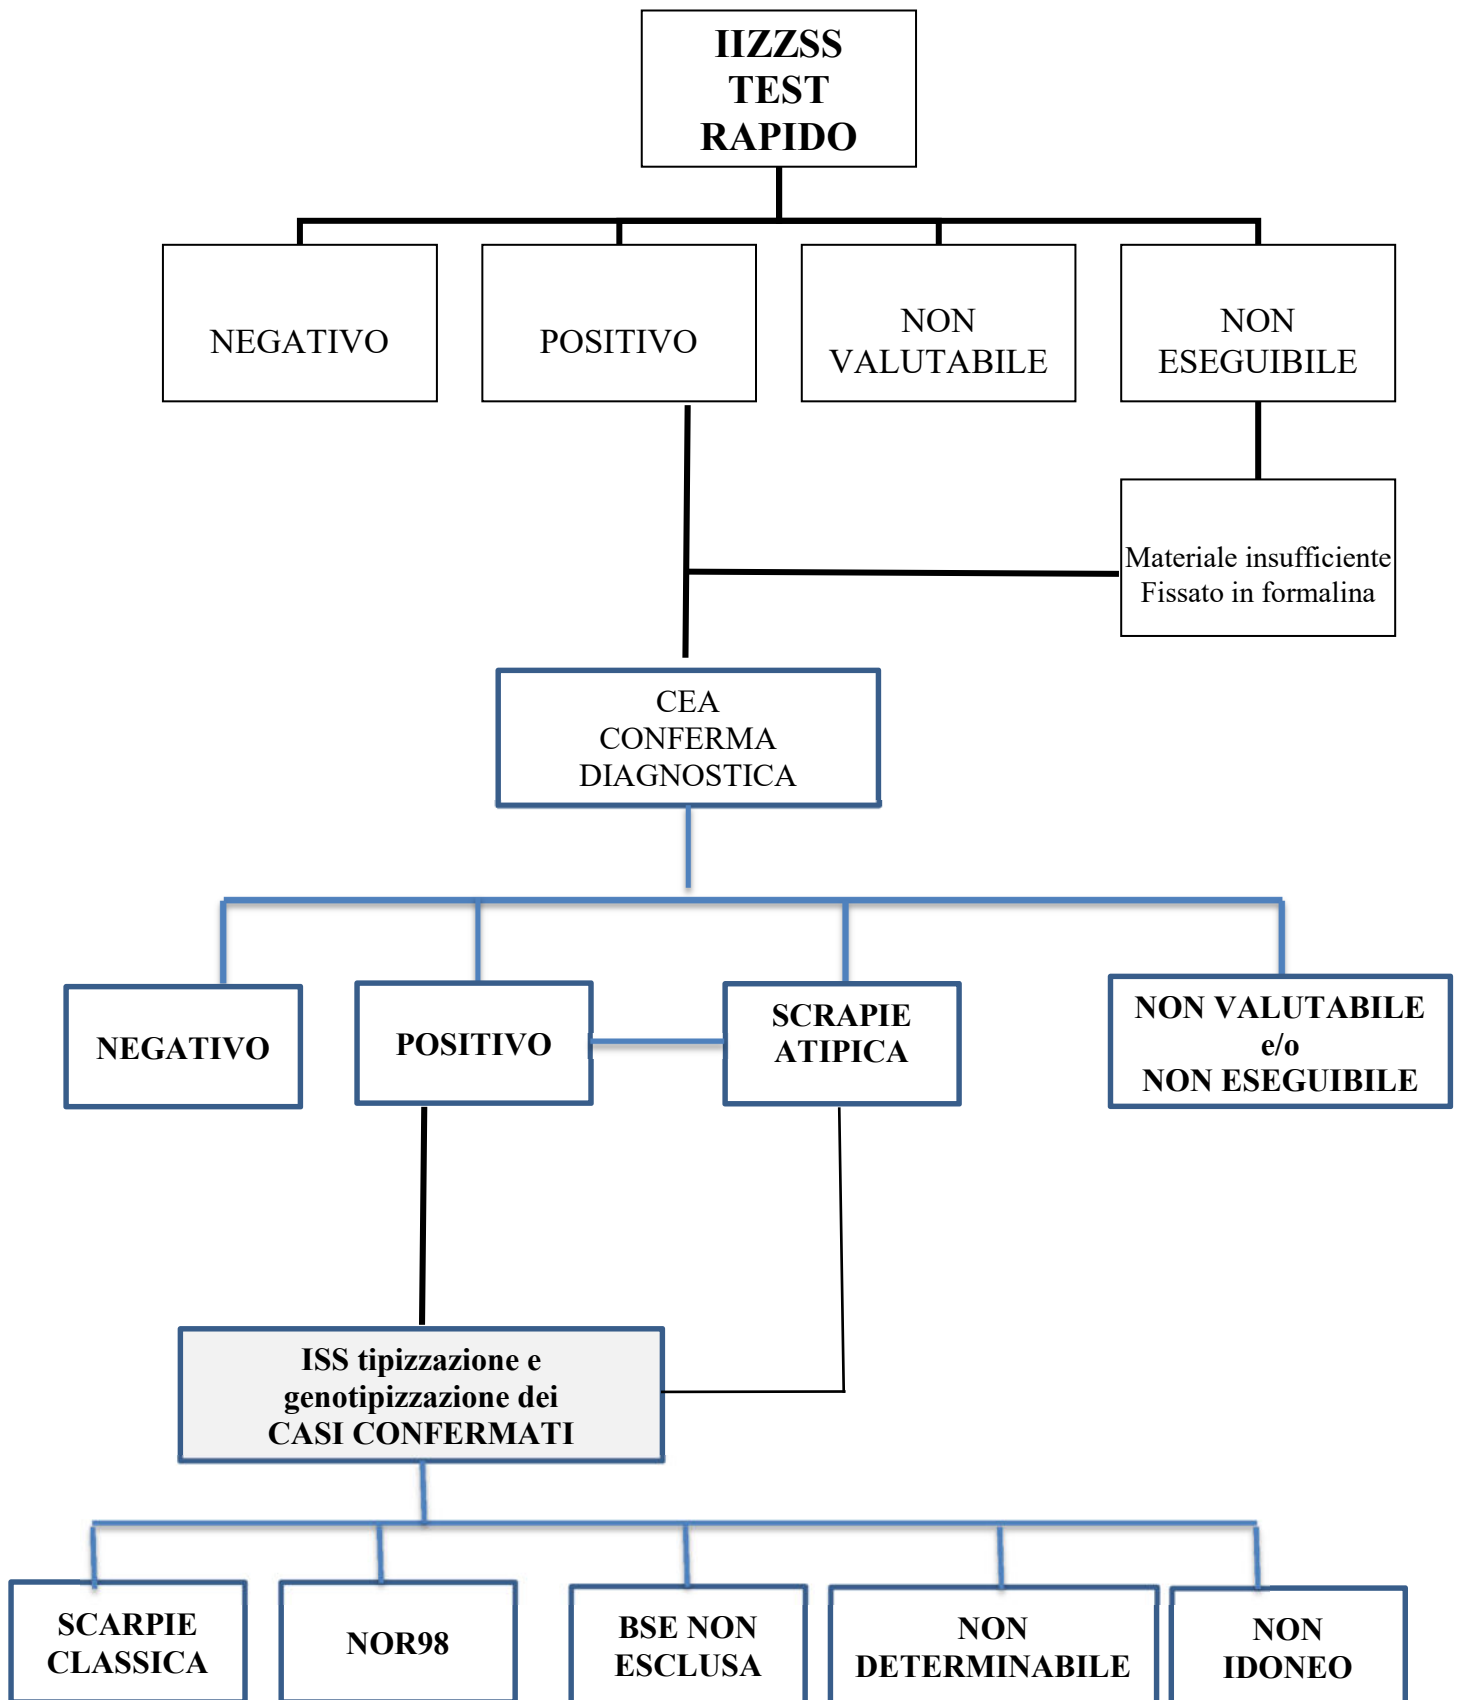 IIZZSS
TEST
RAPIDO
NEGATIVO
POSITIVO
NON
VALUTABILE
NON
ESEGUIBILE
Materiale insufficiente
Fissato in formalina
CEA
CONFERMA
DIAGNOSTICA
NEGATIVO
POSITIVO
SCRAPIE
ATIPICA
NON VALUTABILE
e/o
NON ESEGUIBILE
ISS tipizzazione e
genotipizzazione dei
CASI CONFERMATI
SCARPIE
CLASSICA
NOR98
BSE NON
ESCLUSA
NON
DETERMINABILE
NON
IDONEO